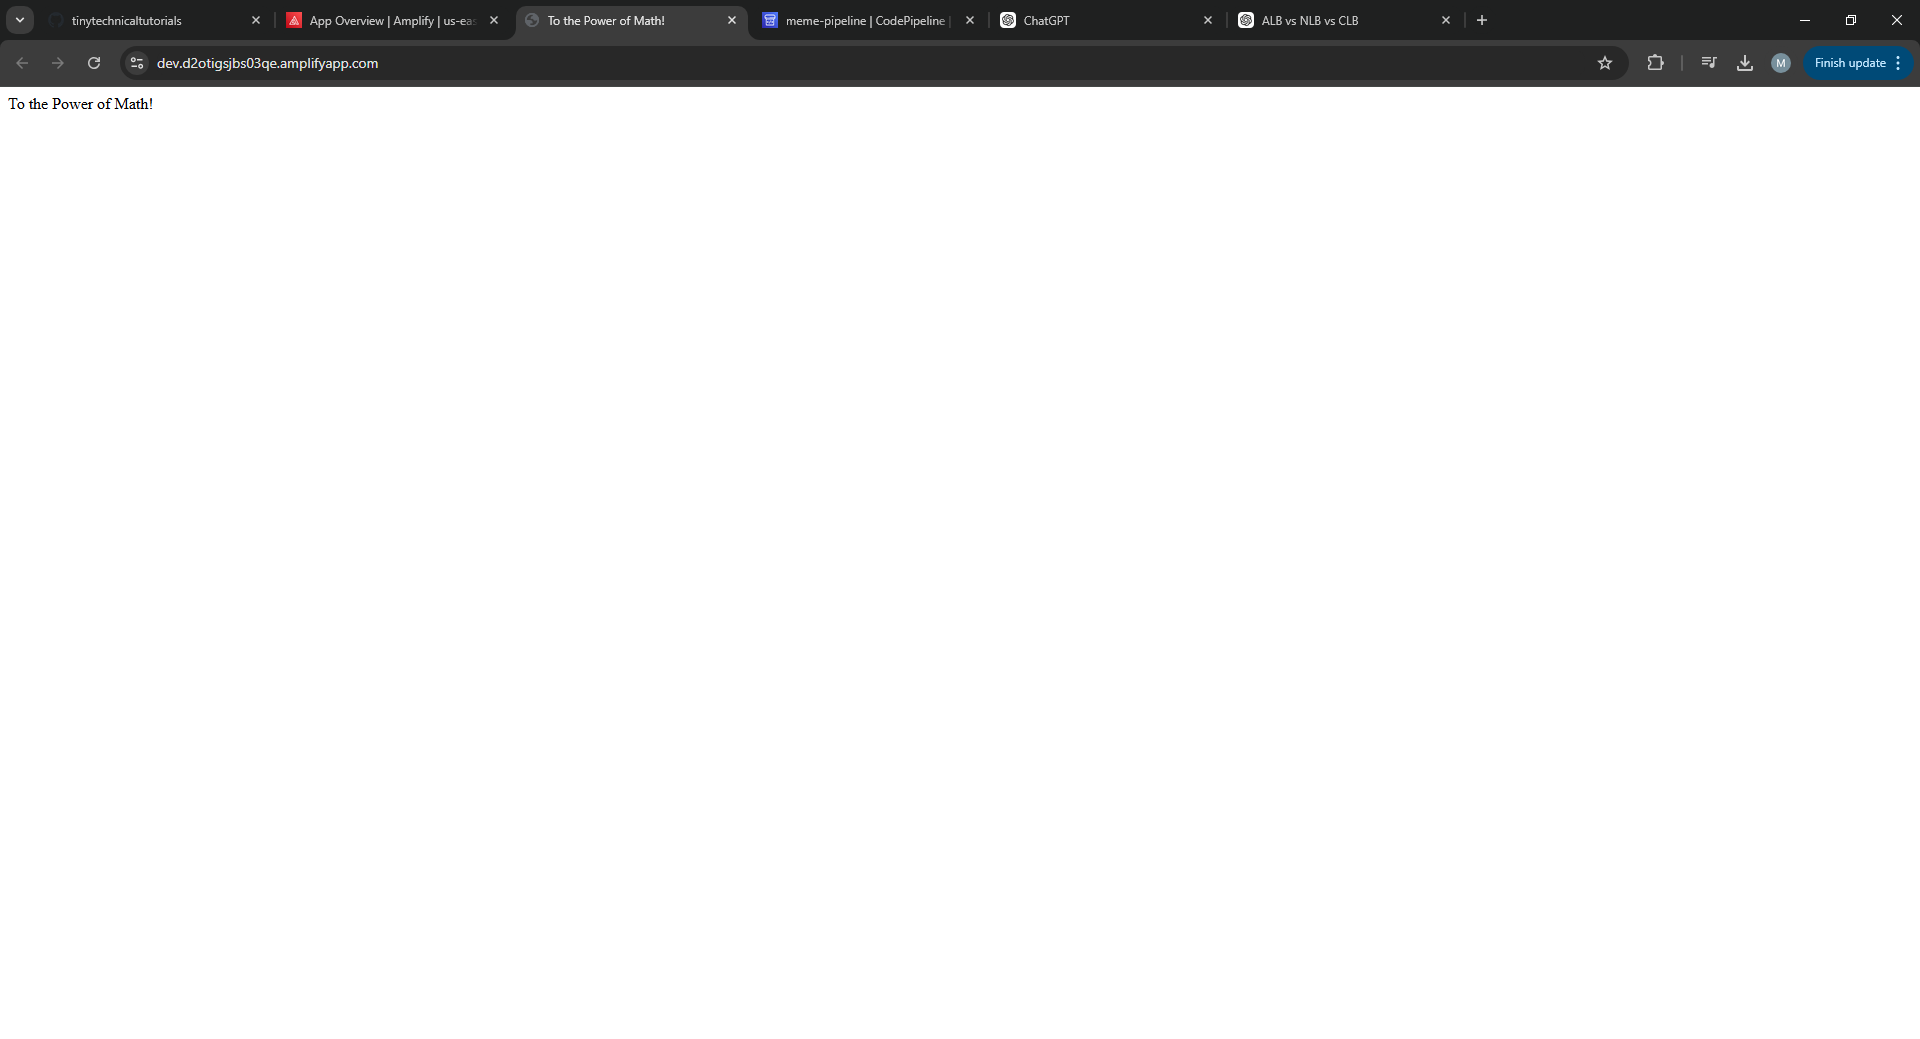 tinytechnicaltutorials
App Overview | Amplify | us-eas
To the Power of Math!
meme-pipeline | CodePipeline |
ChatGPT
ALB vs NLB vs CLB
dev.d2otigsjbs03qe.amplifyapp.com
M
Finish update
To the Power of Math!